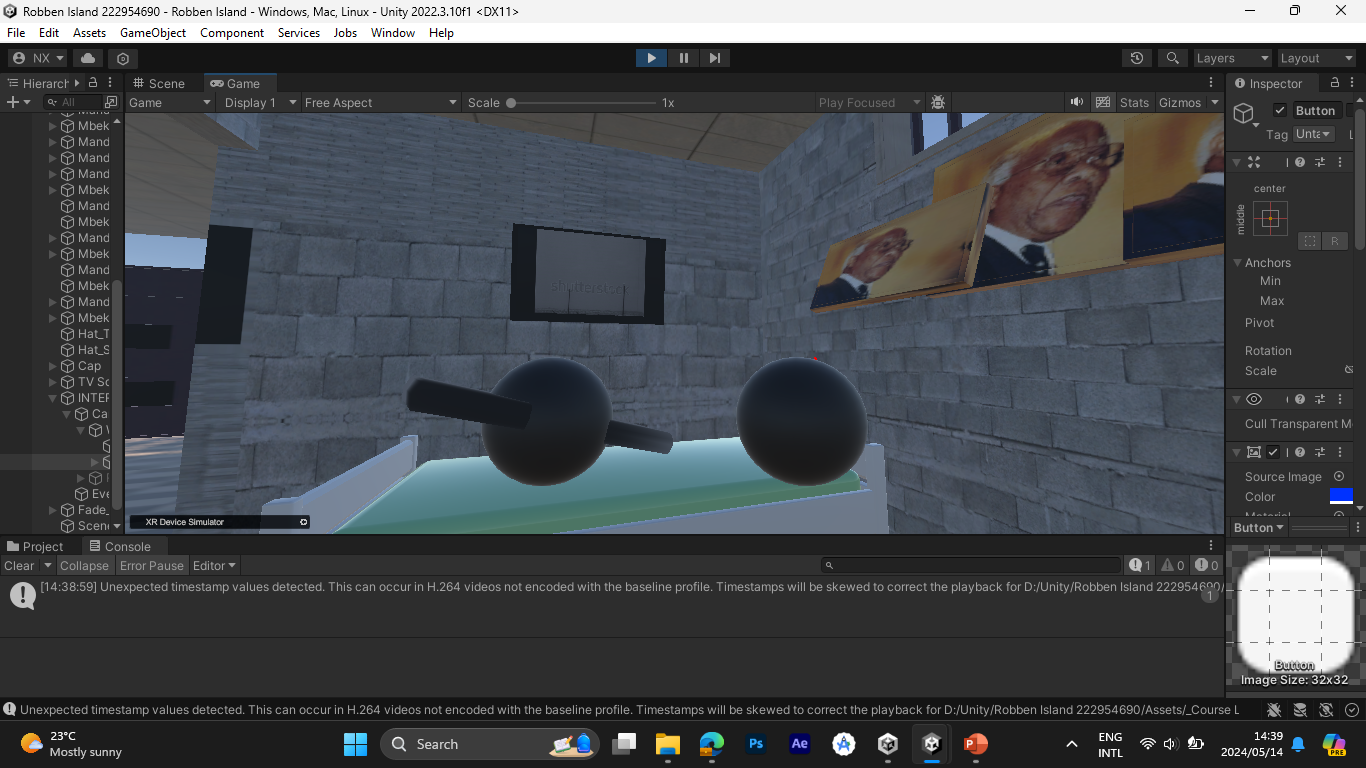 Robben Island 222954690 - Robben Island - Windows, Mac, Linux - Unity 2022.3.10f1 <DX11>
File Edit Assets GameObject Component Services Jobs Window Help
NX Layers Layout
Hierarch Scene Game Inspector
All Game Display 1 Free Aspect Scale 1x Play Focused Stats Gizmos Button
Mbek
Mand
Mand
Mand
Mbek
Mand
Mbek
Mand
Mbek
Mand
Mbek
Mand
Mbek
Hat_T
Hat_S
Cap
TV Sc
INTEF
Ca
Eve
Fade_
Scene
shutterstock
XR Device Simulator
Tag Unta
center
middle
R
Anchors
Min
Max
Pivot
Rotation
Scale
Cull Transparent M
Source Image
Color
Material
Button
Button
Image Size: 32x32
Project Console
Clear Collapse Error Pause Editor 1 0 0
[14:38:59] Unexpected timestamp values detected. This can occur in H.264 videos not encoded with the baseline profile. Timestamps will be skewed to correct the playback for D:/Unity/Robben Island 222954690/
1
Unexpected timestamp values detected. This can occur in H.264 videos not encoded with the baseline profile. Timestamps will be skewed to correct the playback for D:/Unity/Robben Island 222954690/Assets/_Course L
23°C
Mostly sunny
Search
Ps
Ae
P
ENG
INTL
14:39
2024/05/14
PRE